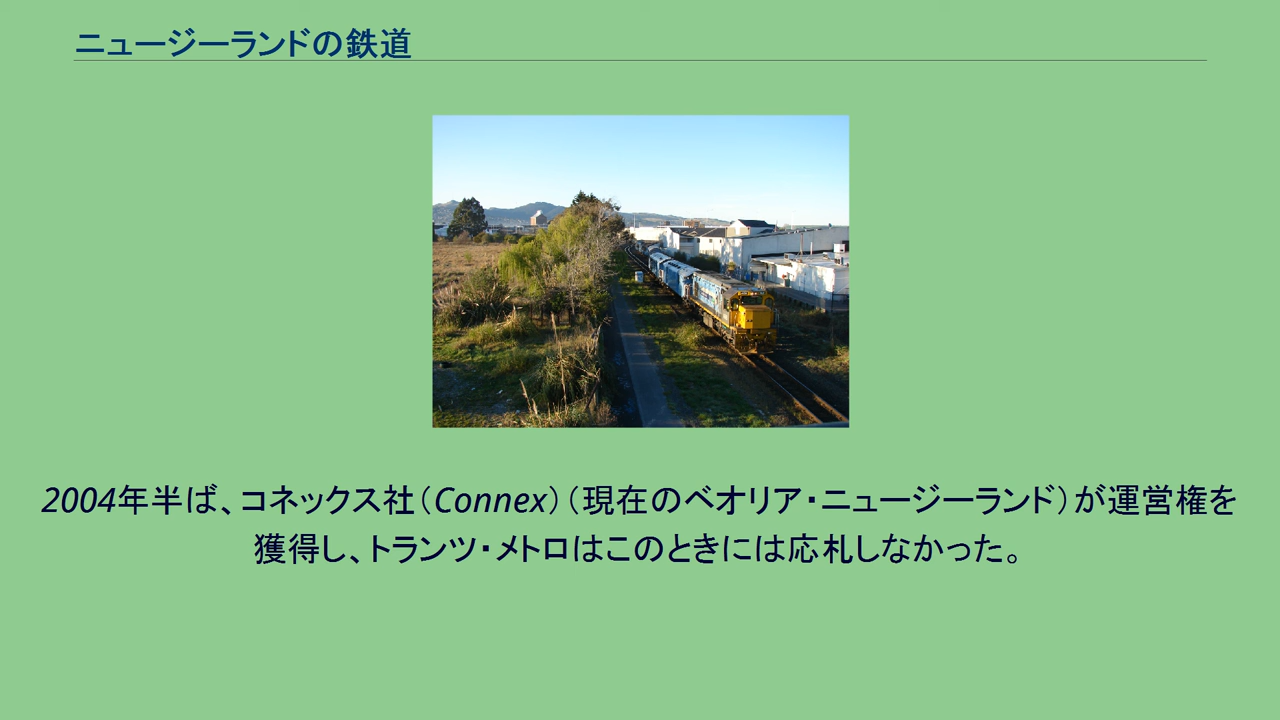 ニュージーランドの鉄道
2004年半ば、コネックス社（Connex）（現在のベオリア・ニュージーランド）が運営権を
獲得し、トランツ・メトロはこのときには応札しなかった。